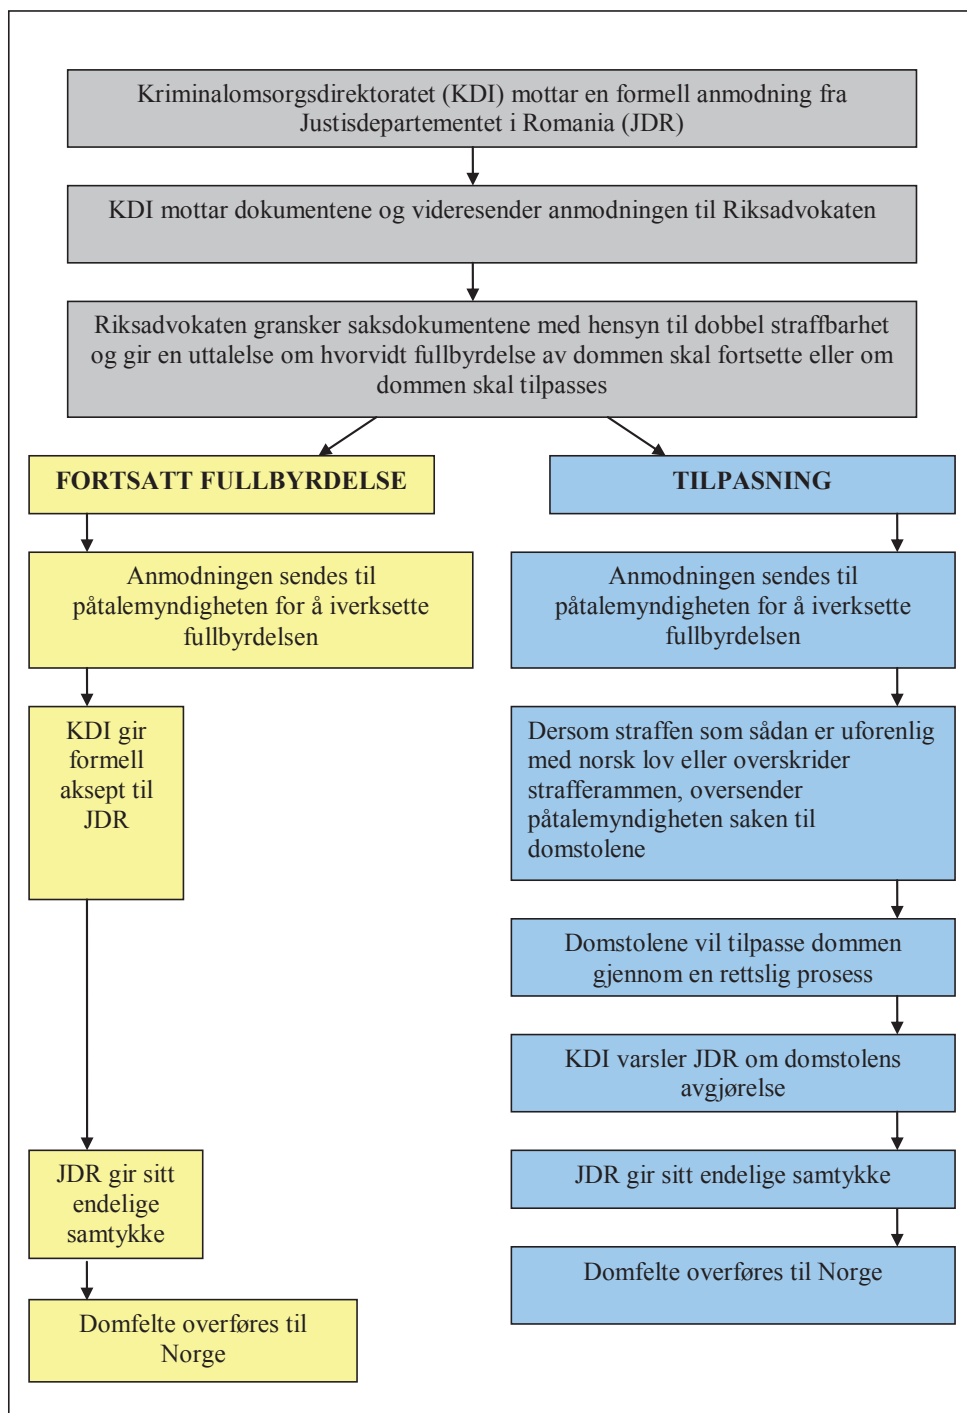 Kriminalomsorgsdirektoratet (KDI) mottar en formell anmodning fra
Justisdepartementet i Romania (JDR)
KDI mottar dokumentene og videresender anmodningen til Riksadvokaten
Riksadvokaten gransker saksdokumentene med hensyn til dobbel straffbarhet
og gir en uttalelse om hvorvidt fullbyrdelse av dommen skal fortsette eller om
dommen skal tilpasses
FORTSATT FULLBYRDELSE
Anmodningen sendes til
påtalemyndigheten for å iverksette
fullbyrdelsen
KDI gir
formell
aksept til
JDR
JDR gir sitt
endelige
samtykke
Domfelte overføres til
Norge
TILPASNING
Anmodningen sendes til
påtalemyndigheten for å iverksette
fullbyrdelsen
Dersom straffen som sådan er uforenlig
med norsk lov eller overskrider
strafferammen, oversender
påtalemyndigheten saken til
domstolene
Domstolene vil tilpasse dommen
gjennom en rettslig prosess
KDI varsler JDR om domstolens
avgjørelse
JDR gir sitt endelige samtykke
Domfelte overføres til Norge